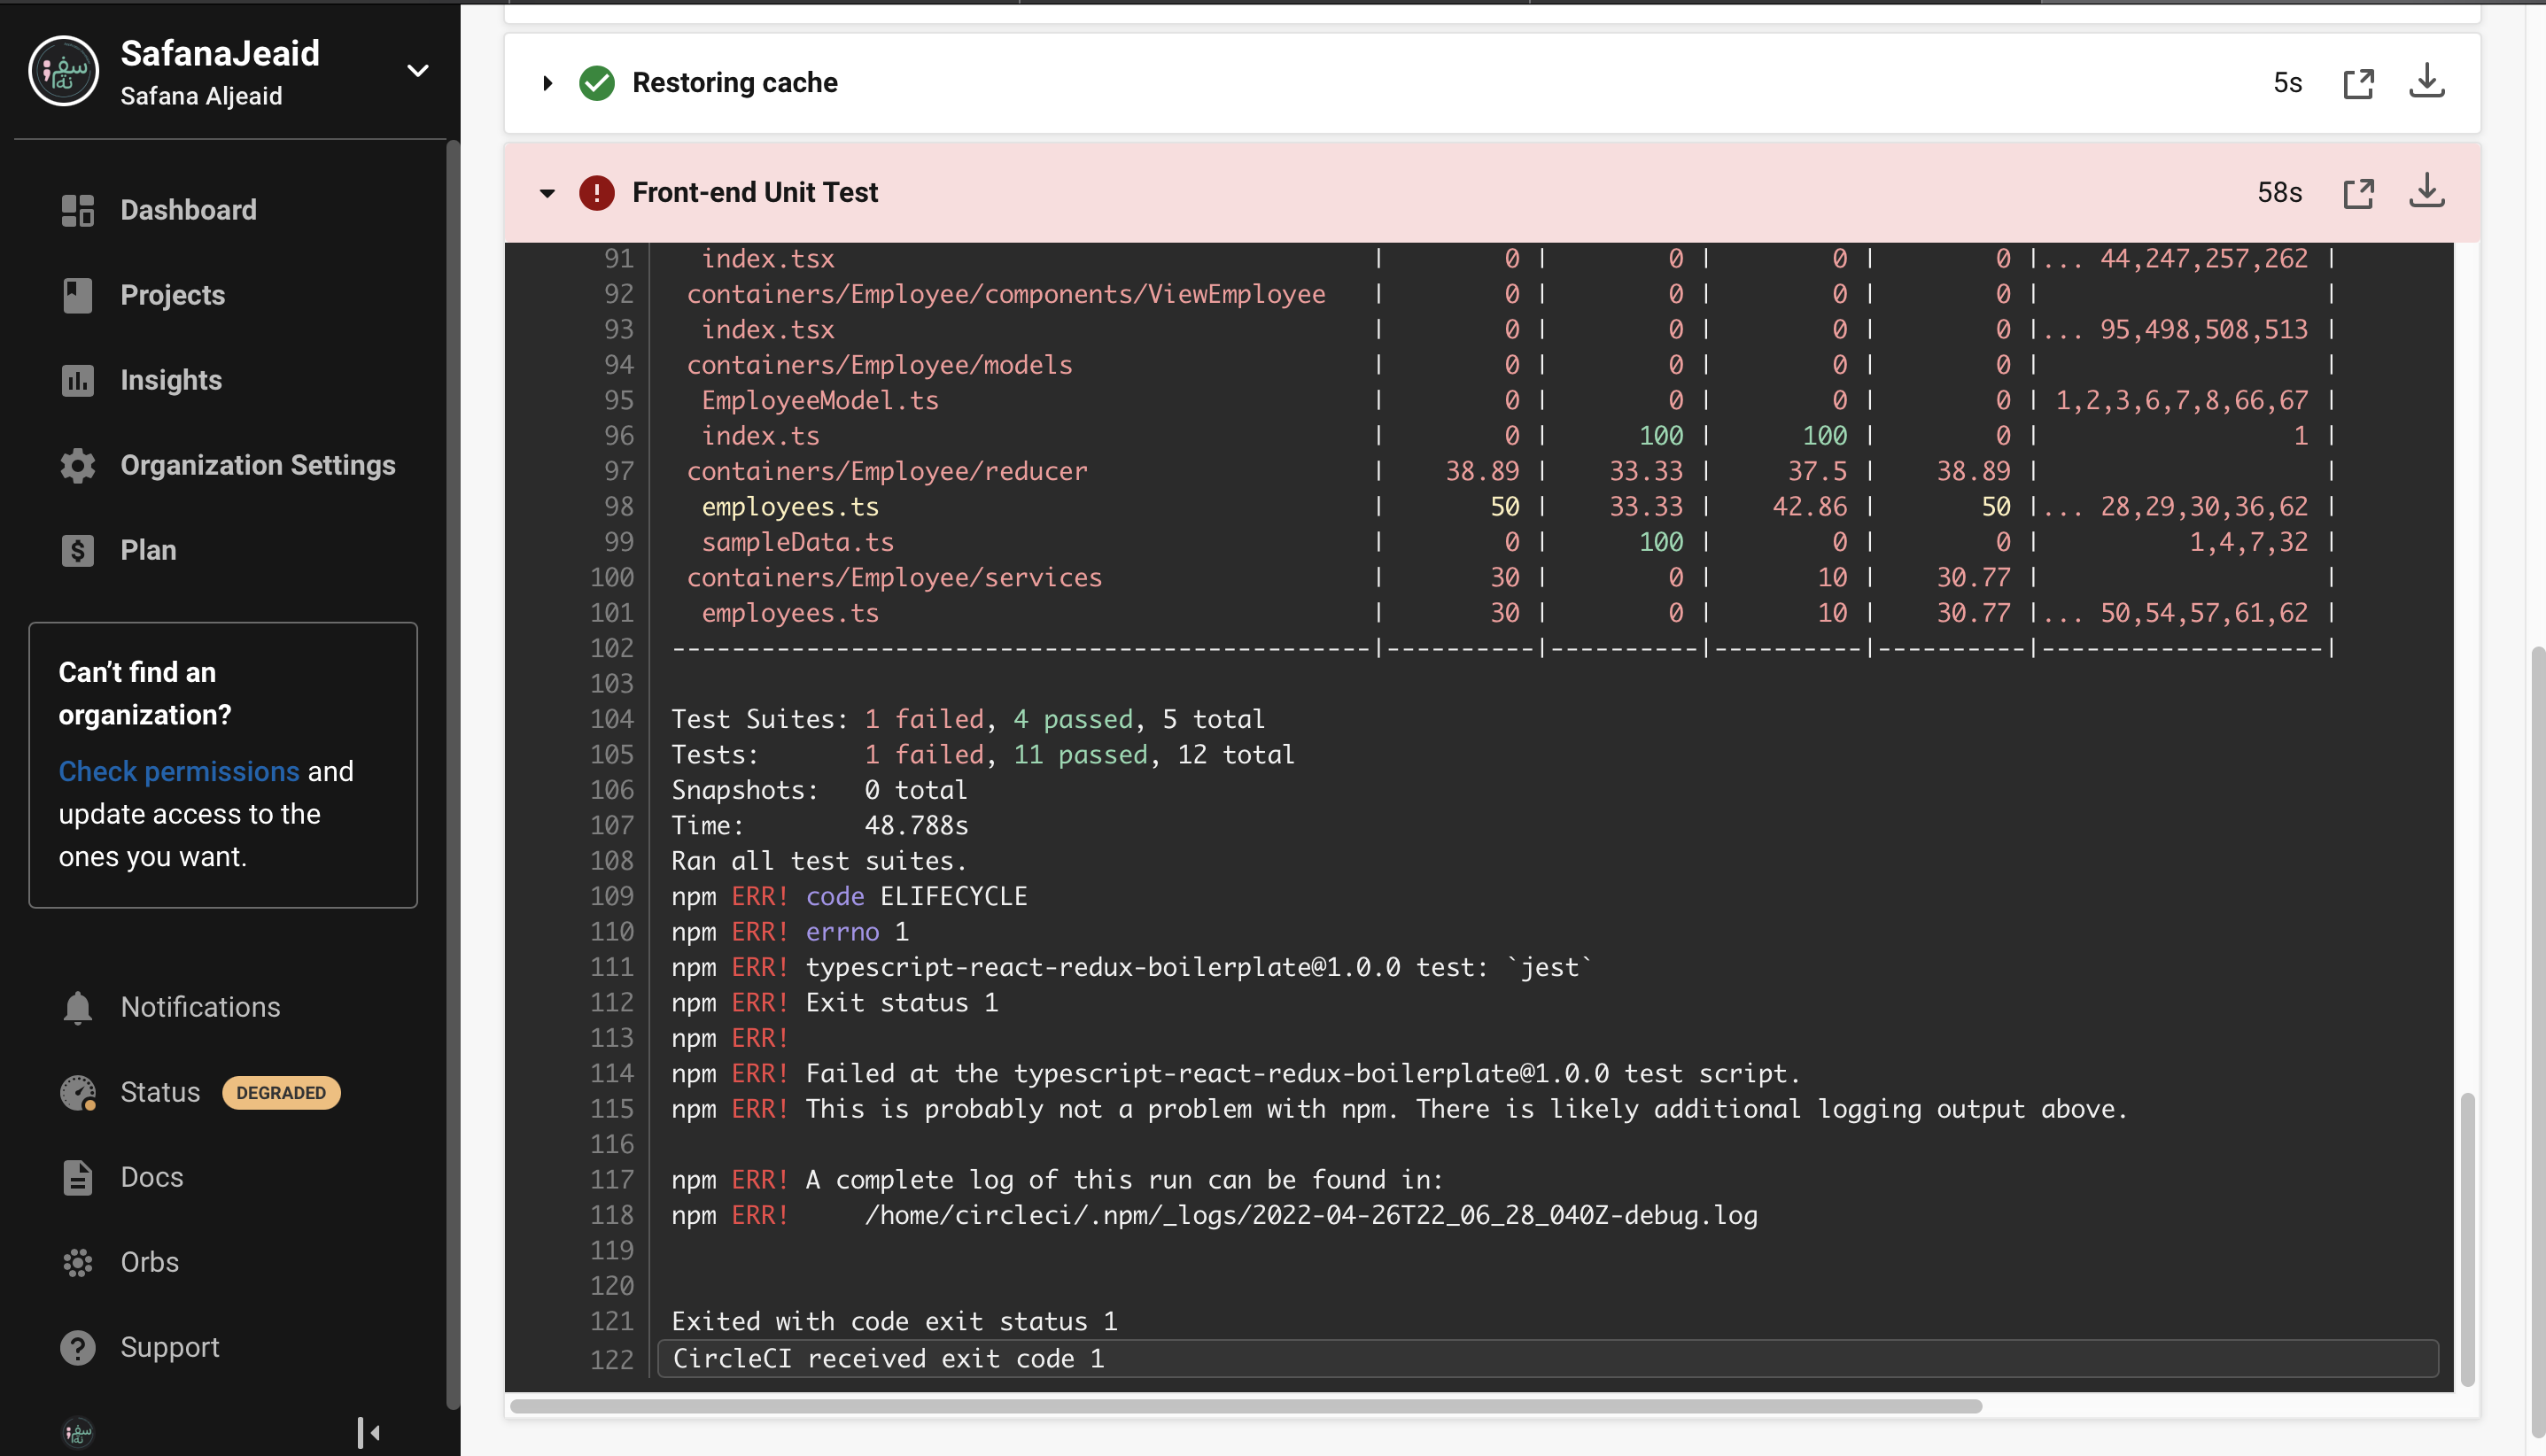 SafanaJeaid
Safana Aljeaid
Dashboard
Projects
Insights
Organization Settings
Plan
Can't find an
organization?
Check permissions and
update access to the
ones you want.
Notifications
Status DEGRADED
Docs
Orbs
Support
Restoring cache 5s
Front-end Unit Test 58s
91 index.tsx | 0 | 0 | 0 | 0 |... 44,247,257,262 |
92 containers/Employee/components/ViewEmployee | 0 | 0 | 0 | 0 | |
93 index.tsx | 0 | 0 | 0 | 0 |... 95,498,508,513 |
94 containers/Employee/models | 0 | 0 | 0 | 0 | |
95 EmployeeModel.ts | 0 | 0 | 0 | 0 | 1,2,3,6,7,8,66,67 |
96 index.ts | 0 | 100 | 100 | 0 | 1 |
97 containers/Employee/reducer | 38.89 | 33.33 | 37.5 | 38.89 | |
98 employees.ts | 50 | 33.33 | 42.86 | 50 |... 28,29,30,36,62 |
99 sampleData.ts | 0 | 100 | 0 | 0 | 1,4,7,32 |
100 containers/Employee/services | 30 | 0 | 10 | 30.77 | |
101 employees.ts | 30 | 0 | 10 | 30.77 |... 50,54,57,61,62 |
102 -----------------------------------------------|----------|----------|----------|----------|-------------------|
103
104 Test Suites: 1 failed, 4 passed, 5 total
105 Tests: 1 failed, 11 passed, 12 total
106 Snapshots: 0 total
107 Time: 48.788s
108 Ran all test suites.
109 npm ERR! code ELIFECYCLE
110 npm ERR! errno 1
111 npm ERR! typescript-react-redux-boilerplate@1.0.0 test: `jest`
112 npm ERR! Exit status 1
113 npm ERR!
114 npm ERR! Failed at the typescript-react-redux-boilerplate@1.0.0 test script.
115 npm ERR! This is probably not a problem with npm. There is likely additional logging output above.
116
117 npm ERR! A complete log of this run can be found in:
118 npm ERR! /home/circleci/.npm/_logs/2022-04-26T22_06_28_040Z-debug.log
119
120
121 Exited with code exit status 1
122 CircleCI received exit code 1